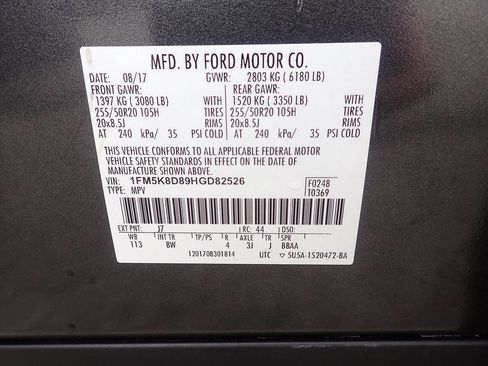 MFD. BY FORD MOTOR CO.
DATE: 08/17 GVWR: 2803 KG ( 6180 LB)
FRONT GAWR: REAR GAWR:
1397 KG ( 3080 LB) WITH 1520 KG ( 3350 LB) WITH
255/50R20 105H TIRES 255/50R20 105H TIRES
20x8.5J RIMS 20x8.5J RIMS
AT 240 kPa/ 35 PSI COLD AT 240 kPa/ 35 PSI COLD
THIS VEHICLE CONFORMS TO ALL APPLICABLE FEDERAL MOTOR
VEHICLE SAFETY STANDARDS IN EFFECT ON THE DATE OF
MANUFACTURE SHOWN ABOVE.
VIN: 1FM5K8D89HGD82526 F0248
TYPE: MPV T0369
EXT PNT: J7 RC: 44 DSO:
WB INT TR TP/PS R AXLE TR SPR
113 BW 4 3J J BBAA
1201708301814 UTC ▽ 5U5A-1520472-BA